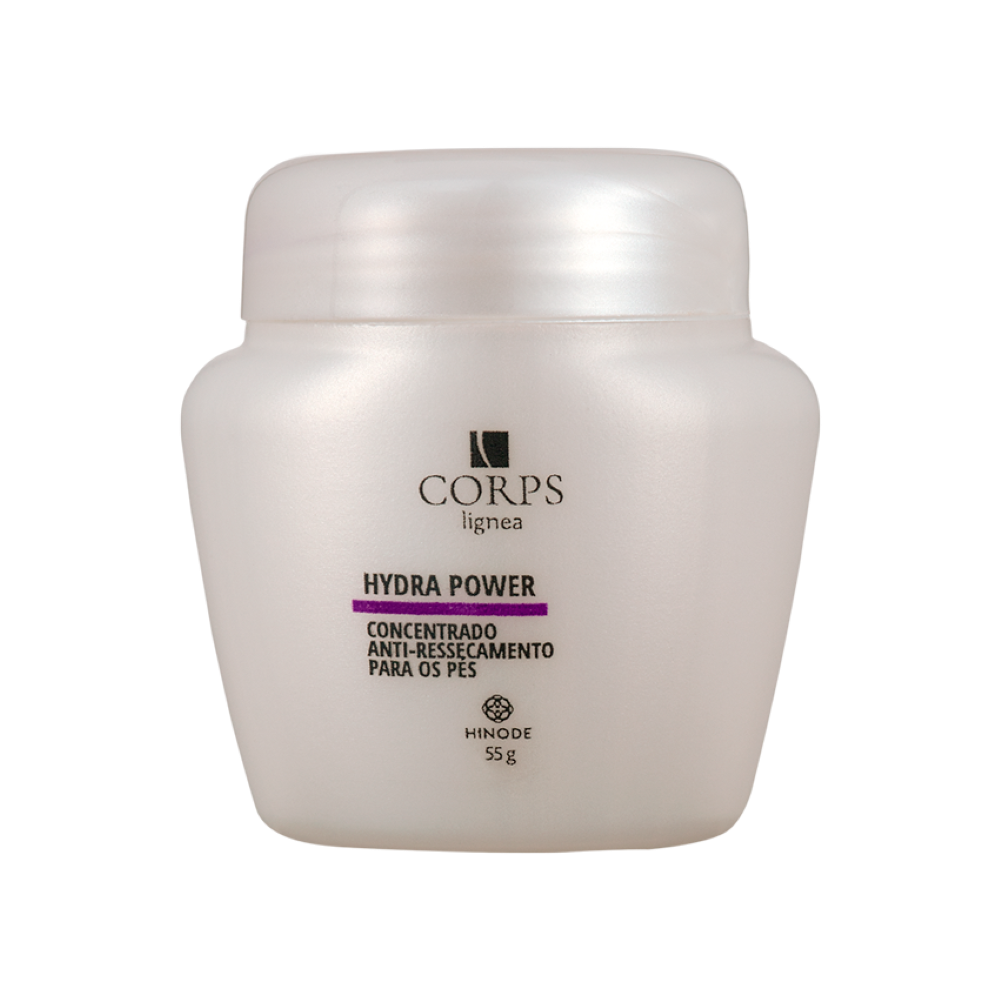 CORPS
lignea
HYDRA POWER
CONCENTRADO
ANTI-RESSECAMENTO
PARA OS PÉS
HINODE
55 g